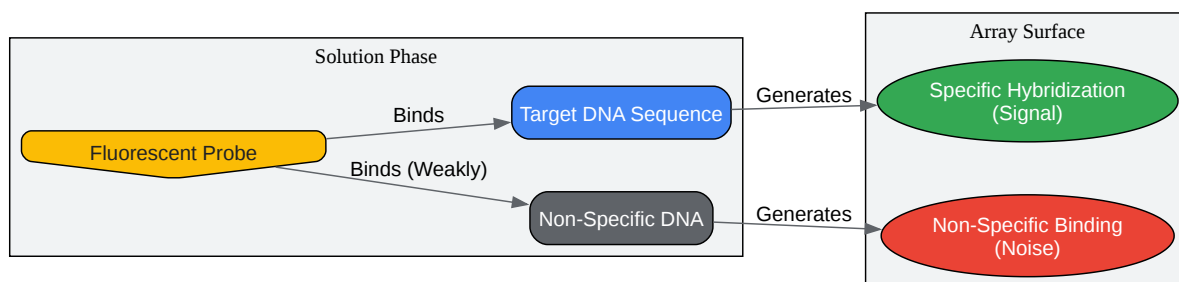 Solution Phase
Array Surface
Fluorescent Probe
Binds
Binds (Weakly)
Target DNA Sequence
Non-Specific DNA
Generates
Generates
Specific Hybridization
(Signal)
Non-Specific Binding
(Noise)